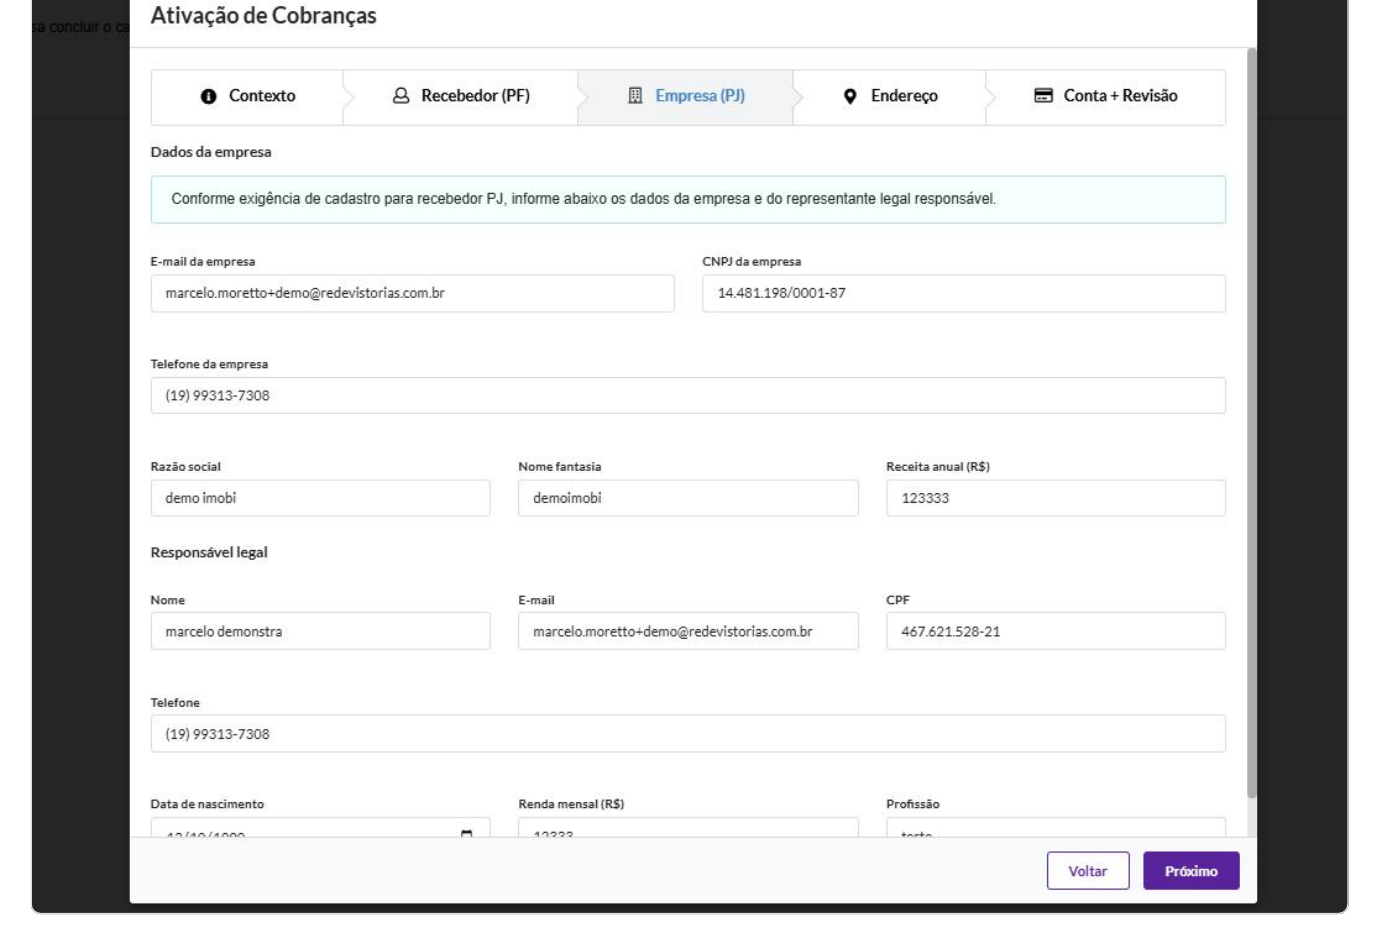 Ativação de Cobranças
sa concluir o ca
Contexto
Recebedor (PF)
Empresa (PJ)
Endereço
Conta + Revisão
Dados da empresa
Conforme exigência de cadastro para recebedor PJ, informe abaixo os dados da empresa e do representante legal responsável.
E-mail da empresa
CNPJ da empresa
marcelo.moretto+demo@redevistorias.com.br
14.481.198/0001-87
Telefone da empresa
(19) 99313-7308
Razão social
Nome fantasia
Receita anual (R$)
demo imobi
demoimobi
123333
Responsável legal
Nome
E-mail
CPF
marcelo demonstra
marcelo.moretto+demo@redevistorias.com.br
467.621.528-21
Telefone
(19) 99313-7308
Data de nascimento
Renda mensal (R$)
Profissão
12333
Voltar
Próximo